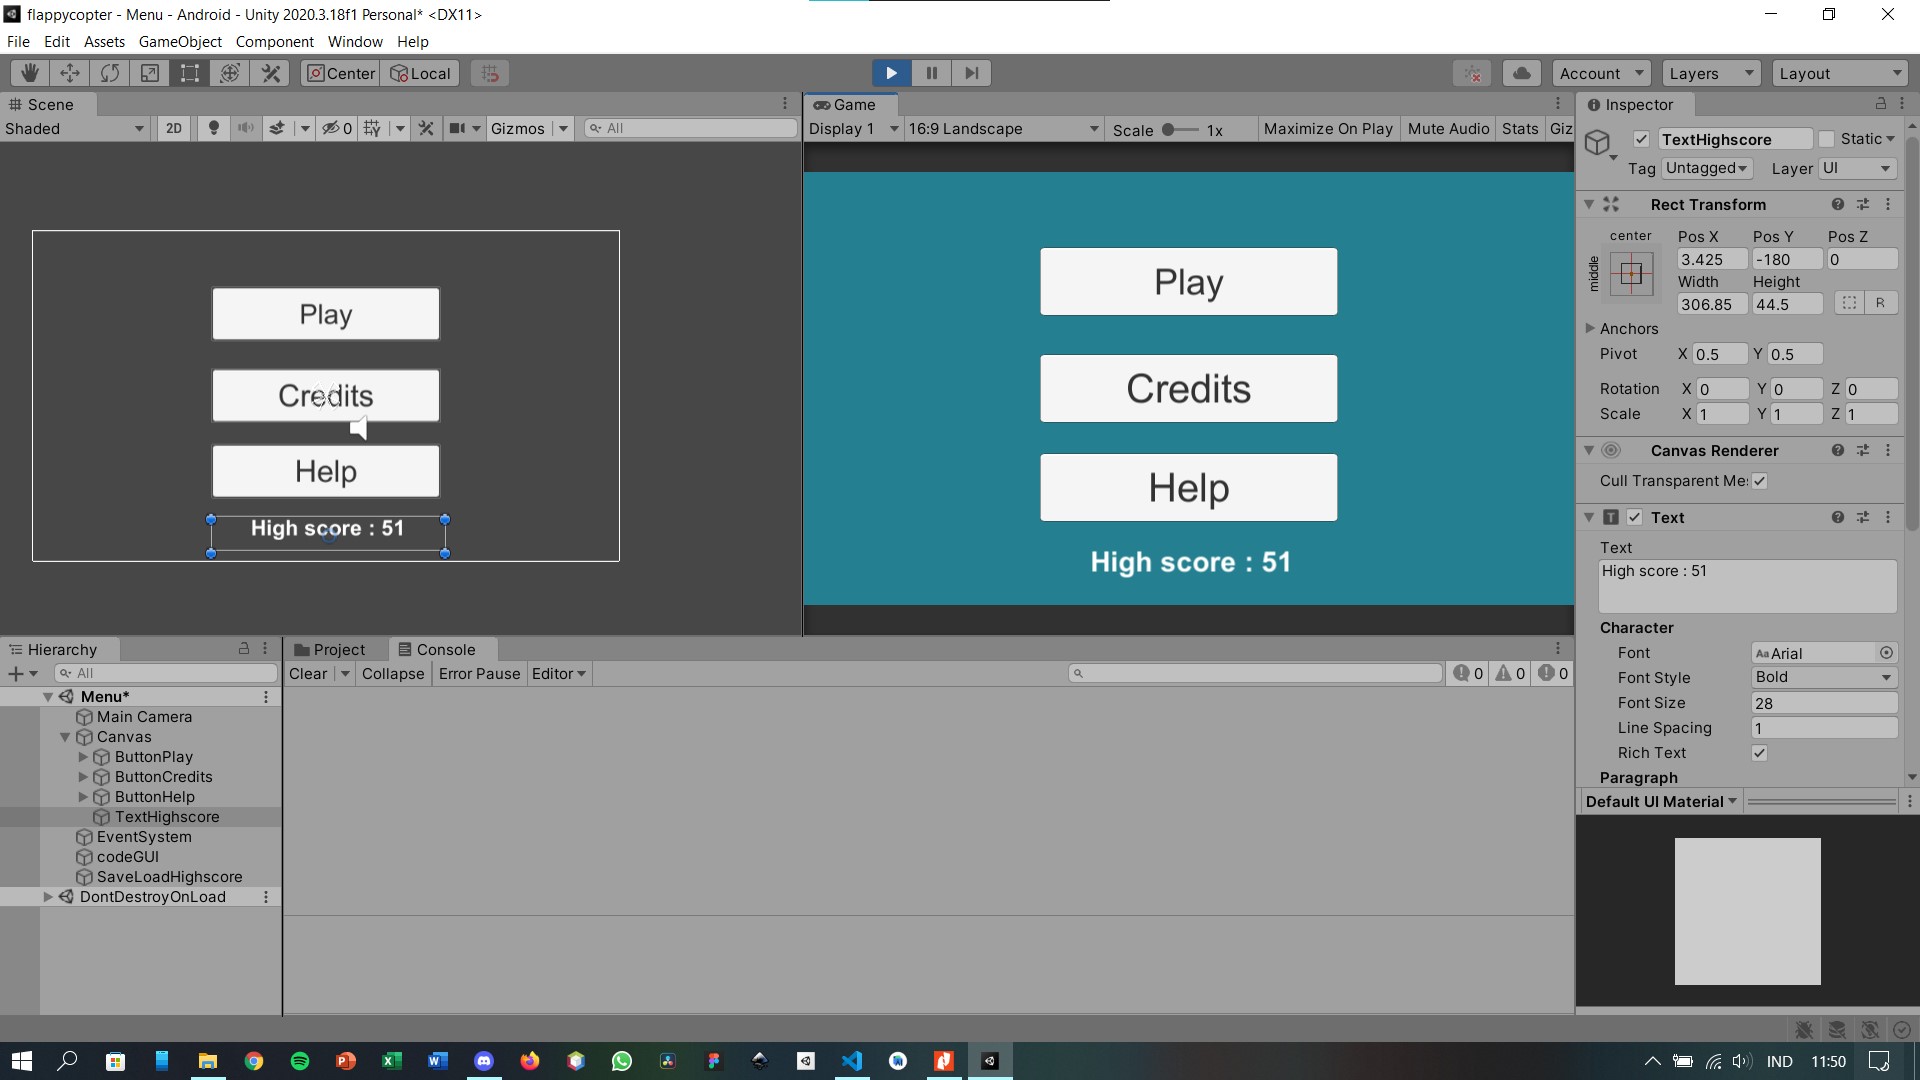 flappycopter - Menu - Android - Unity 2020.3.18f1 Personal* <DX11>
File Edit Assets GameObject Component Window Help
Center Local Account Layers Layout
Scene
Shaded 2D 0 Gizmos All
Play
Credits
Help
High score : 51
Game
Display 1 16:9 Landscape Scale 1x Maximize On Play Mute Audio Stats Giz
Play
Credits
Help
High score : 51
Inspector
TextHighscore Static
Tag Untagged Layer UI
Rect Transform
center Pos X Pos Y Pos Z
middle 3.425 -180 0
Width Height
306.85 44.5 R
Anchors
Pivot X 0.5 Y 0.5
Rotation X 0 Y 0 Z 0
Scale X 1 Y 1 Z 1
Canvas Renderer
Cull Transparent Me:
T Text
Text
High score : 51
Character
Font Aa Arial
Font Style Bold
Font Size 28
Line Spacing 1
Rich Text
Paragraph
Default UI Material
Hierarchy
All
Menu*
Main Camera
Canvas
ButtonPlay
ButtonCredits
ButtonHelp
TextHighscore
EventSystem
codeGUI
SaveLoadHighscore
DontDestroyOnLoad
Project Console
Clear Collapse Error Pause Editor 0 0 0
IND 11:50